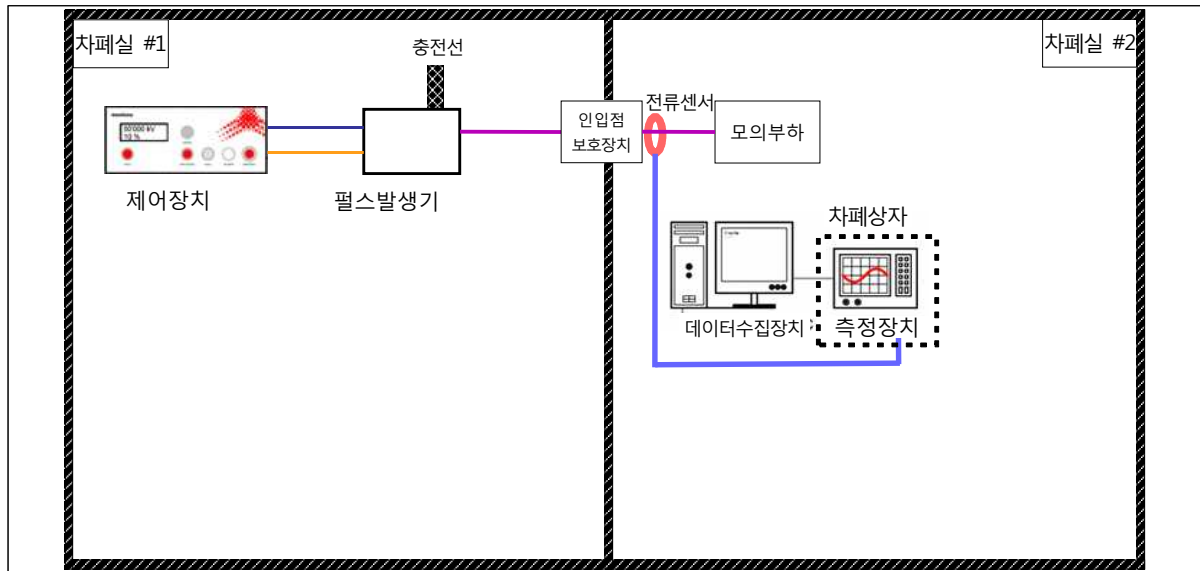 차폐실 #1
차폐실 #2
충전선
전류센서
인입점
보호장치
모의부하
제어장치
펄스발생기
차폐상자
데이터수집장치
측정장치